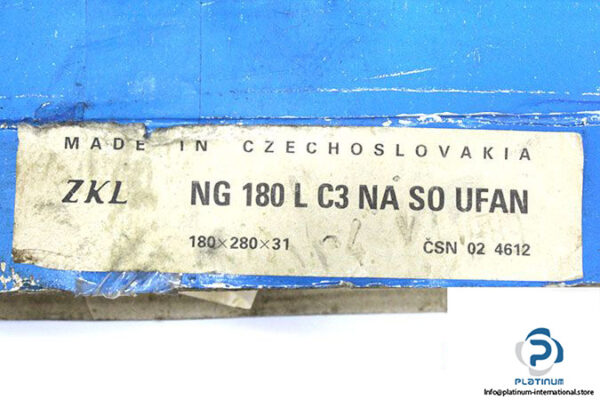 MADE IN CZECHOSLOVAKIA
ZKL NG 180 L C3 NA SO UFAN
180×280×31 ČSN 02 4612
PLATINUM
Info@platinum-international.store